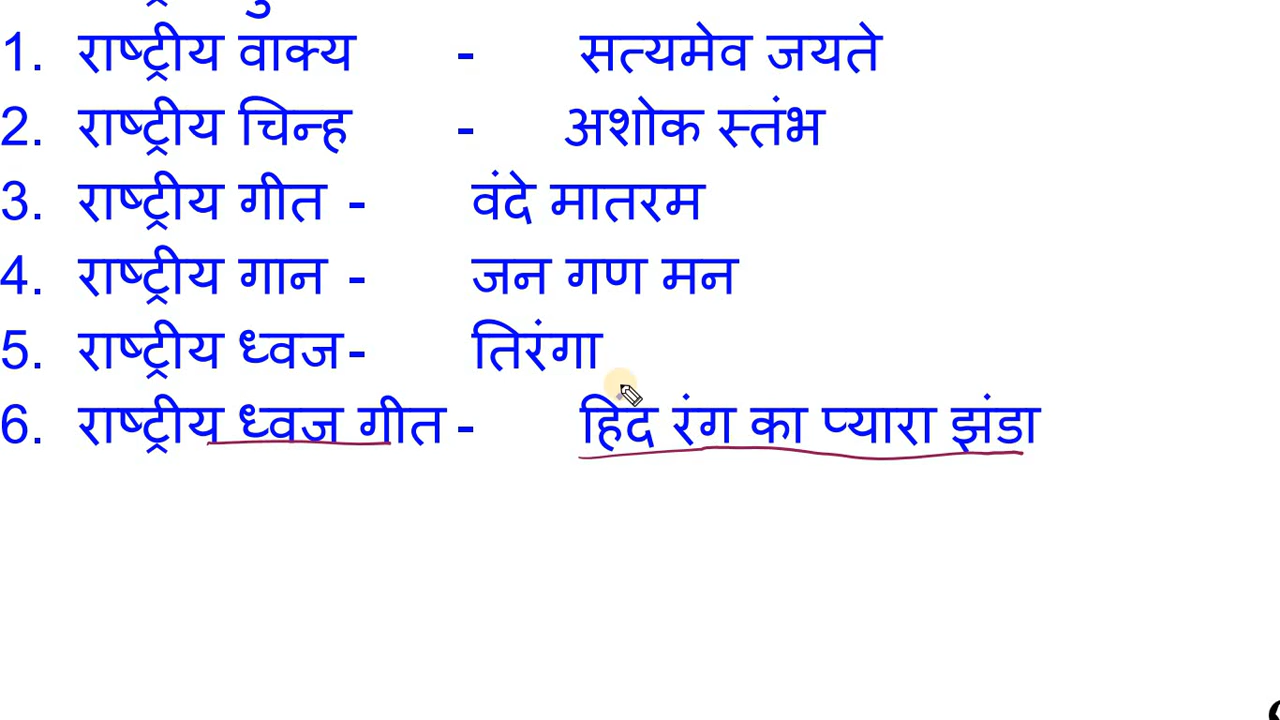 1. राष्ट्रीय वाक्य - सत्यमेव जयते
2. राष्ट्रीय चिन्ह - अशोक स्तंभ
3. राष्ट्रीय गीत - वंदे मातरम
4. राष्ट्रीय गान - जन गण मन
5. राष्ट्रीय ध्वज- तिरंगा
6. राष्ट्रीय ध्वज गीत - हिंद रंग का प्यारा झंडा